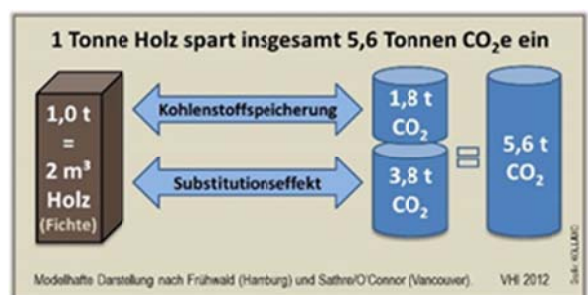 1 Tonne Holz spart insgesamt 5,6 Tonnen CO₂e ein
1,0 t
=
2 m³
Holz
(Fichte)
Kohlenstoffspeicherung
Substitutionseffekt
1,8 t
CO₂
3,8 t
CO₂
=
5,6 t
CO₂
Modellhafte Darstellung nach Frühwald (Hamburg) und Sathre/O'Connor (Vancouver). VHI 2012